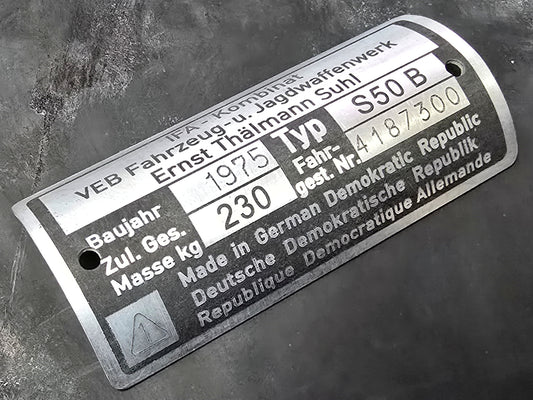 IFA - Kombinat
VEB Fahrzeug-u. Jagdwaffenwerk
Ernst Thälmann Suhl
Baujahr 1975 Typ S50 B
Zul. Ges. Masse kg 230 Fahr-gest. Nr. 4187300
Made in German Democratic Republic
Deutsche Demokratische Republik
Republique Democratique Allemande